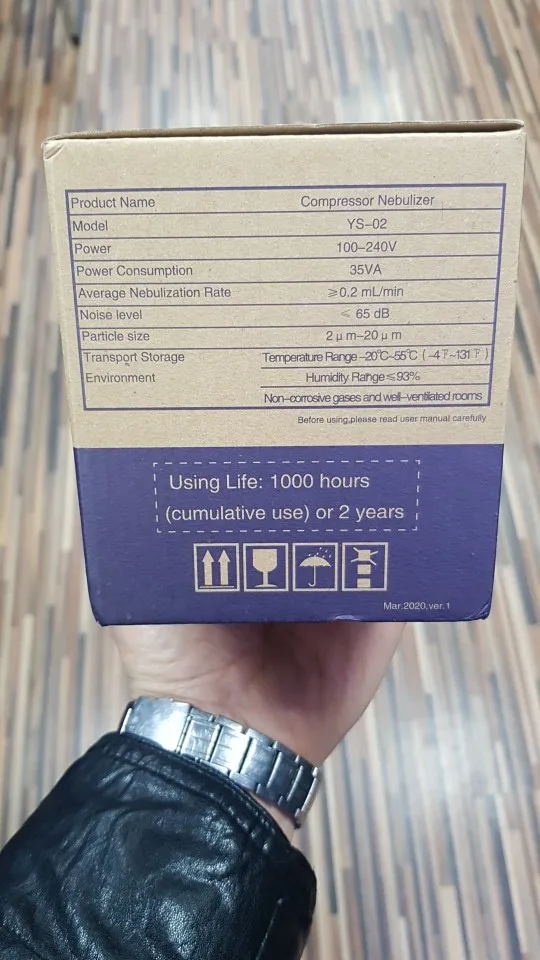 Product Name Compressor Nebulizer
Model YS-02
Power 100-240V
Power Consumption 35VA
Average Nebulization Rate ≥0.2 mL/min
Noise level ≤ 65 dB
Particle size 2 μm-20 μm
Transport Storage Temperature Range -20℃~55℃ (-4℉~131℉)
Environment Humidity Range≤93%
Non-corrosive gases and well-ventilated rooms
Before using,please read user manual carefully
Using Life: 1000 hours
(cumulative use) or 2 years
Mar.2020,ver.1